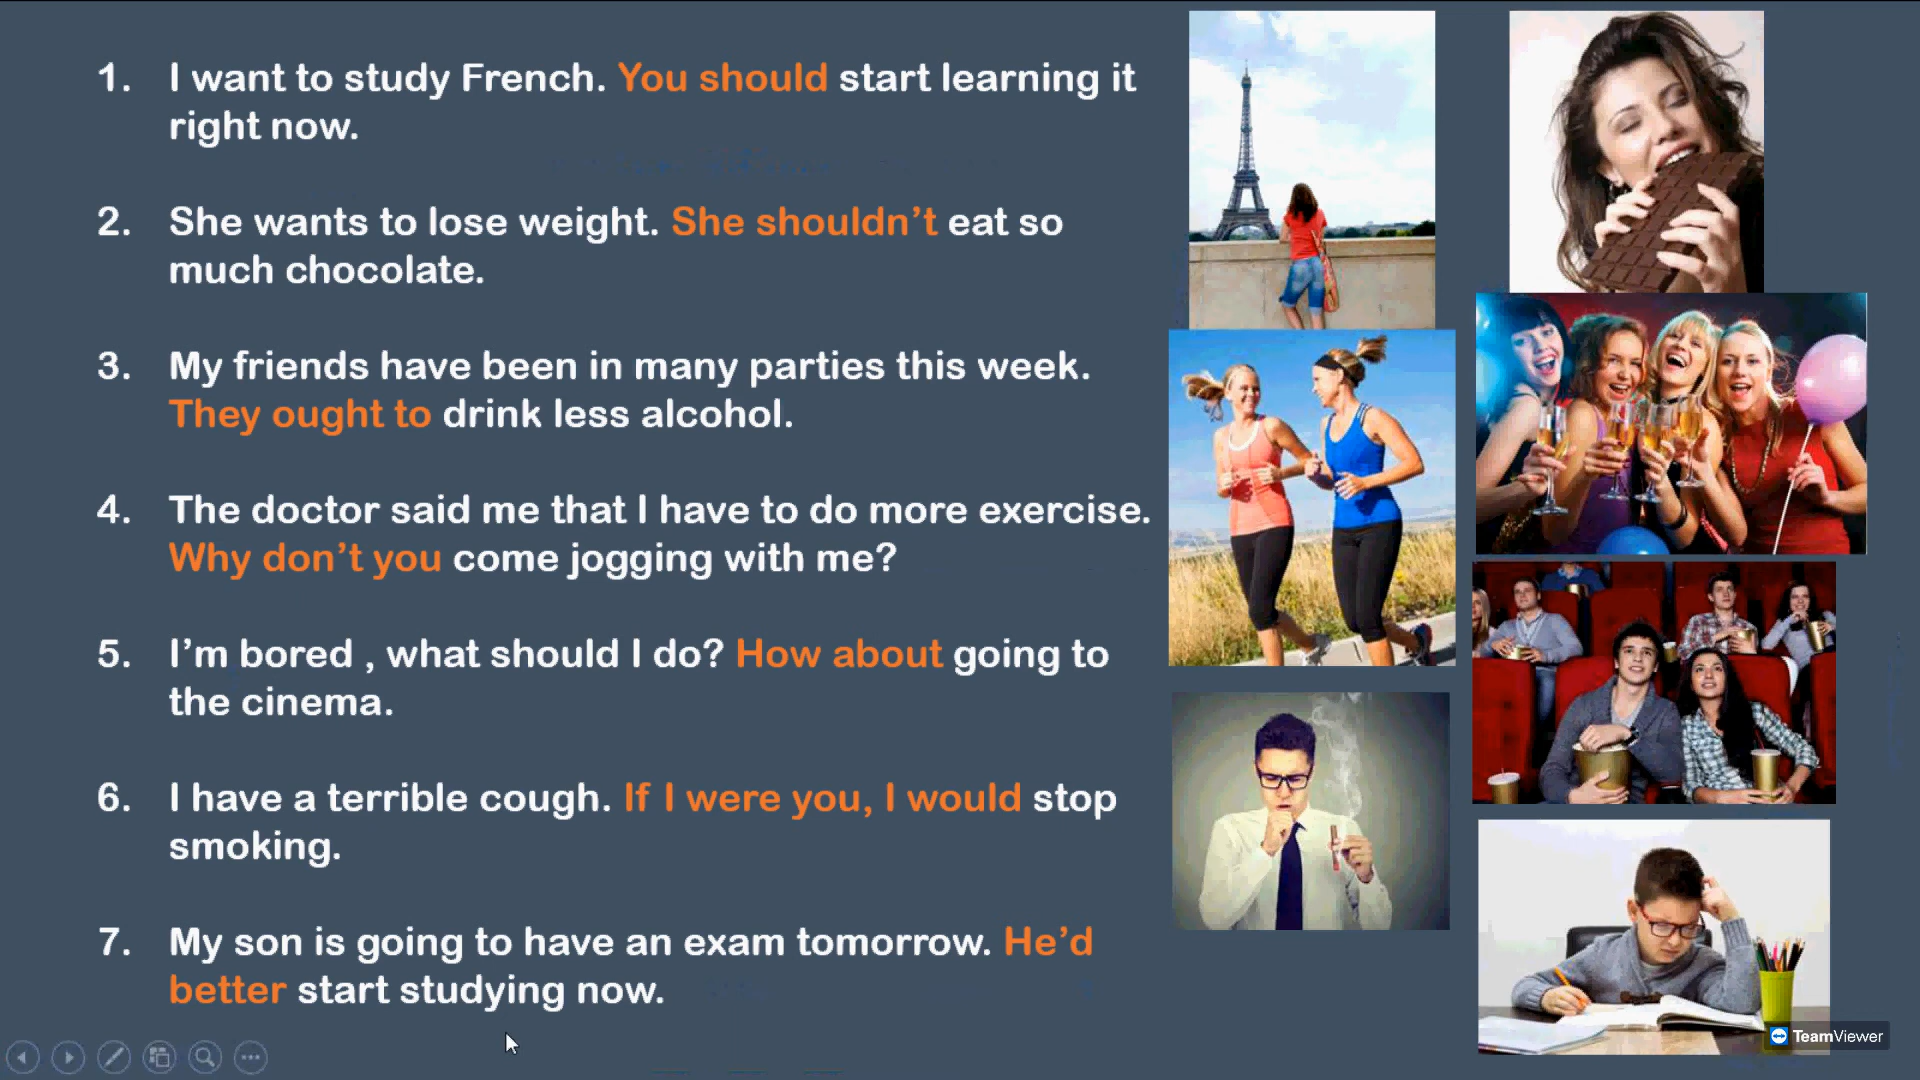 1. I want to study French. You should start learning it
right now.
2. She wants to lose weight. She shouldn’t eat so
much chocolate.
3. My friends have been in many parties this week.
They ought to drink less alcohol.
4. The doctor said me that I have to do more exercise.
Why don’t you come jogging with me?
5. I’m bored , what should I do? How about going to
the cinema.
6. I have a terrible cough. If I were you, I would stop
smoking.
7. My son is going to have an exam tomorrow. He’d
better start studying now.
TeamViewer